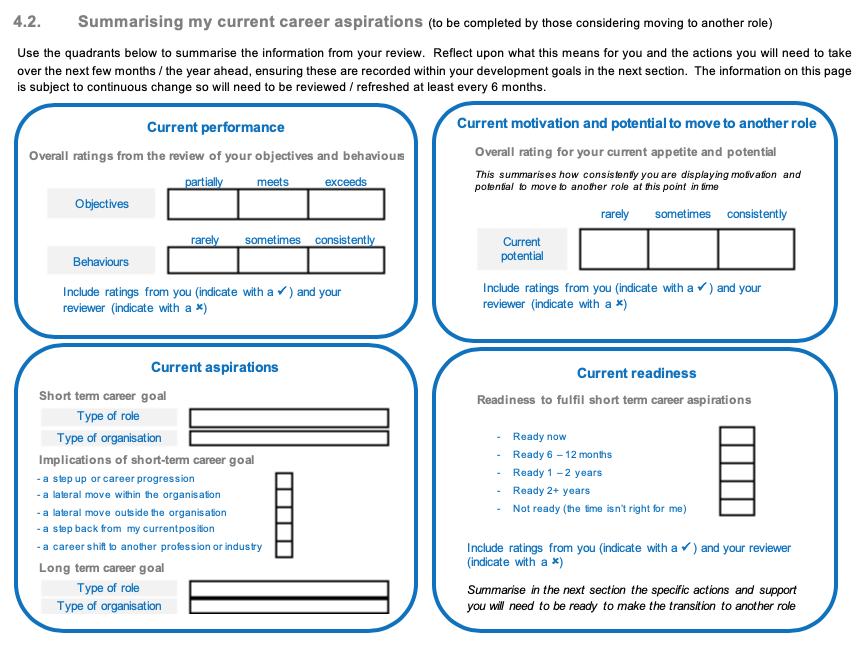 4.2. Summarising my current career aspirations (to be completed by those considering moving to another role)
Use the quadrants below to summarise the information from your review. Reflect upon what this means for you and the actions you will need to take
over the next few months / the year ahead, ensuring these are recorded within your development goals in the next section. The information on this page
is subject to continuous change so will need to be reviewed / refreshed at least every 6 months.
Current performance
Overall ratings from the review of your objectives and behaviours
partially meets exceeds
Objectives
rarely sometimes consistently
Behaviours
Include ratings from you (indicate with a ✓) and your
reviewer (indicate with a ✗)
Current motivation and potential to move to another role
Overall rating for your current appetite and potential
This summarises how consistently you are displaying motivation and
potential to move to another role at this point in time
rarely sometimes consistently
Current
potential
Include ratings from you (indicate with a ✓) and your
reviewer (indicate with a ✗)
Current aspirations
Short term career goal
Type of role
Type of organisation
Implications of short-term career goal
- a step up or career progression
- a lateral move within the organisation
- a lateral move outside the organisation
- a step back from my current position
- a career shift to another profession or industry
Long term career goal
Type of role
Type of organisation
Current readiness
Readiness to fulfil short term career aspirations
- Ready now
- Ready 6 – 12 months
- Ready 1 – 2 years
- Ready 2+ years
- Not ready (the time isn't right for me)
Include ratings from you (indicate with a ✓) and your reviewer
(indicate with a ✗)
Summarise in the next section the specific actions and support
you will need to be ready to make the transition to another role